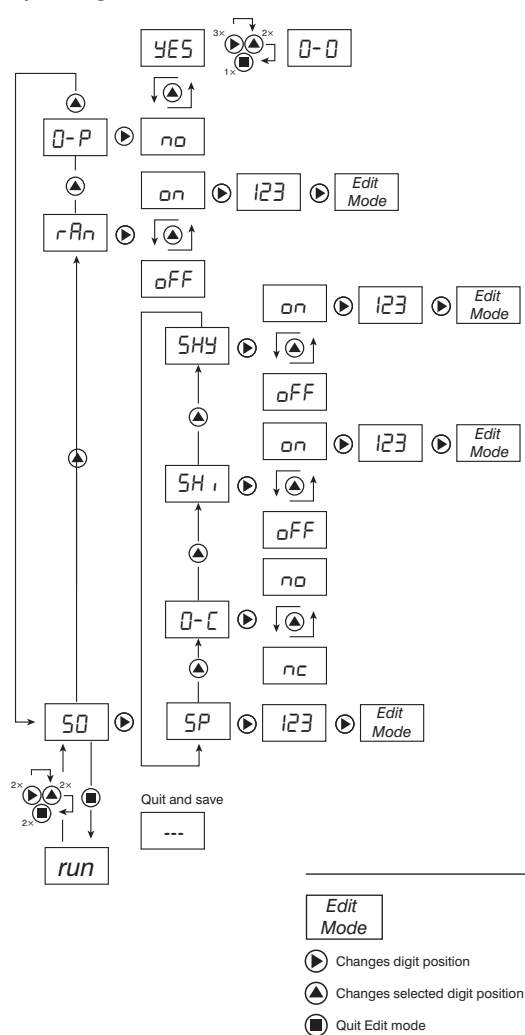 YES 3× 2× 1× 0-0
0-P no
on 123 Edit Mode
rAn
oFF
on 123 Edit Mode
SHY
oFF
on 123 Edit Mode
SHi
oFF
no
0-C
nc
SO SP 123 Edit Mode
2× 2×
2×
Quit and save
---
run
Edit
Mode
Changes digit position
Changes selected digit position
Quit Edit mode